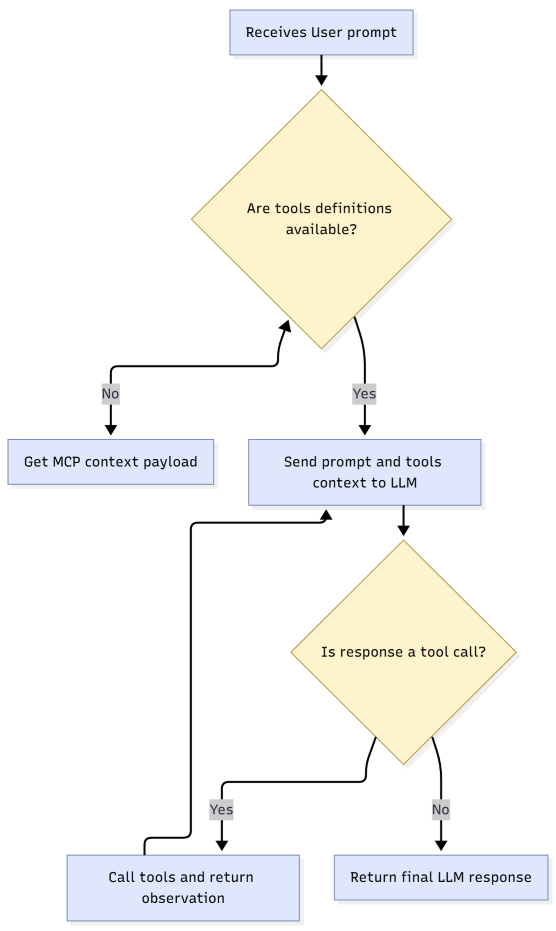 Receives User prompt
Are tools definitions
available?
No
Yes
Get MCP context payload
Send prompt and tools
context to LLM
Is response a tool call?
Yes
No
Call tools and return
observation
Return final LLM response